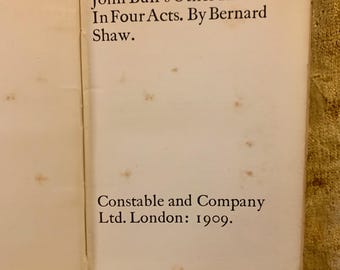 John Bull's Other
In Four Acts. By Bernard
Shaw.
Constable and Company
Ltd. London: 1909.